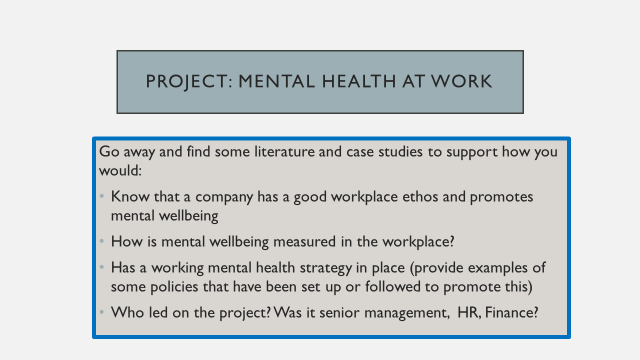 PROJECT: MENTAL HEALTH AT WORK
Go away and find some literature and case studies to support how you
would:
• Know that a company has a good workplace ethos and promotes
mental wellbeing
• How is mental wellbeing measured in the workplace?
• Has a working mental health strategy in place (provide examples of
some policies that have been set up or followed to promote this)
• Who led on the project? Was it senior management,  HR, Finance?